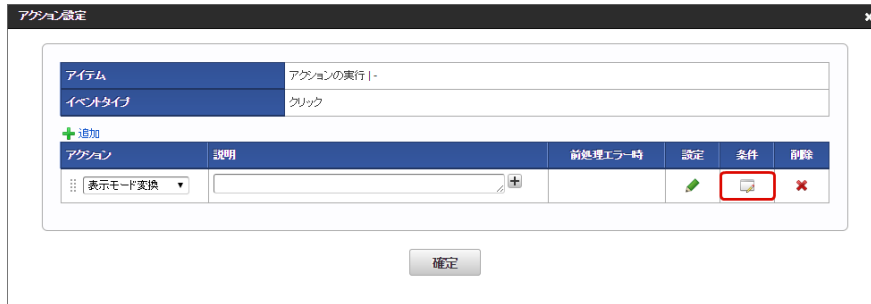 アクション設定
アイテム アクションの実行 | -
イベントタイプ クリック
追加
アクション 説明 前処理エラー時 設定 条件 削除
表示モード変換
確定